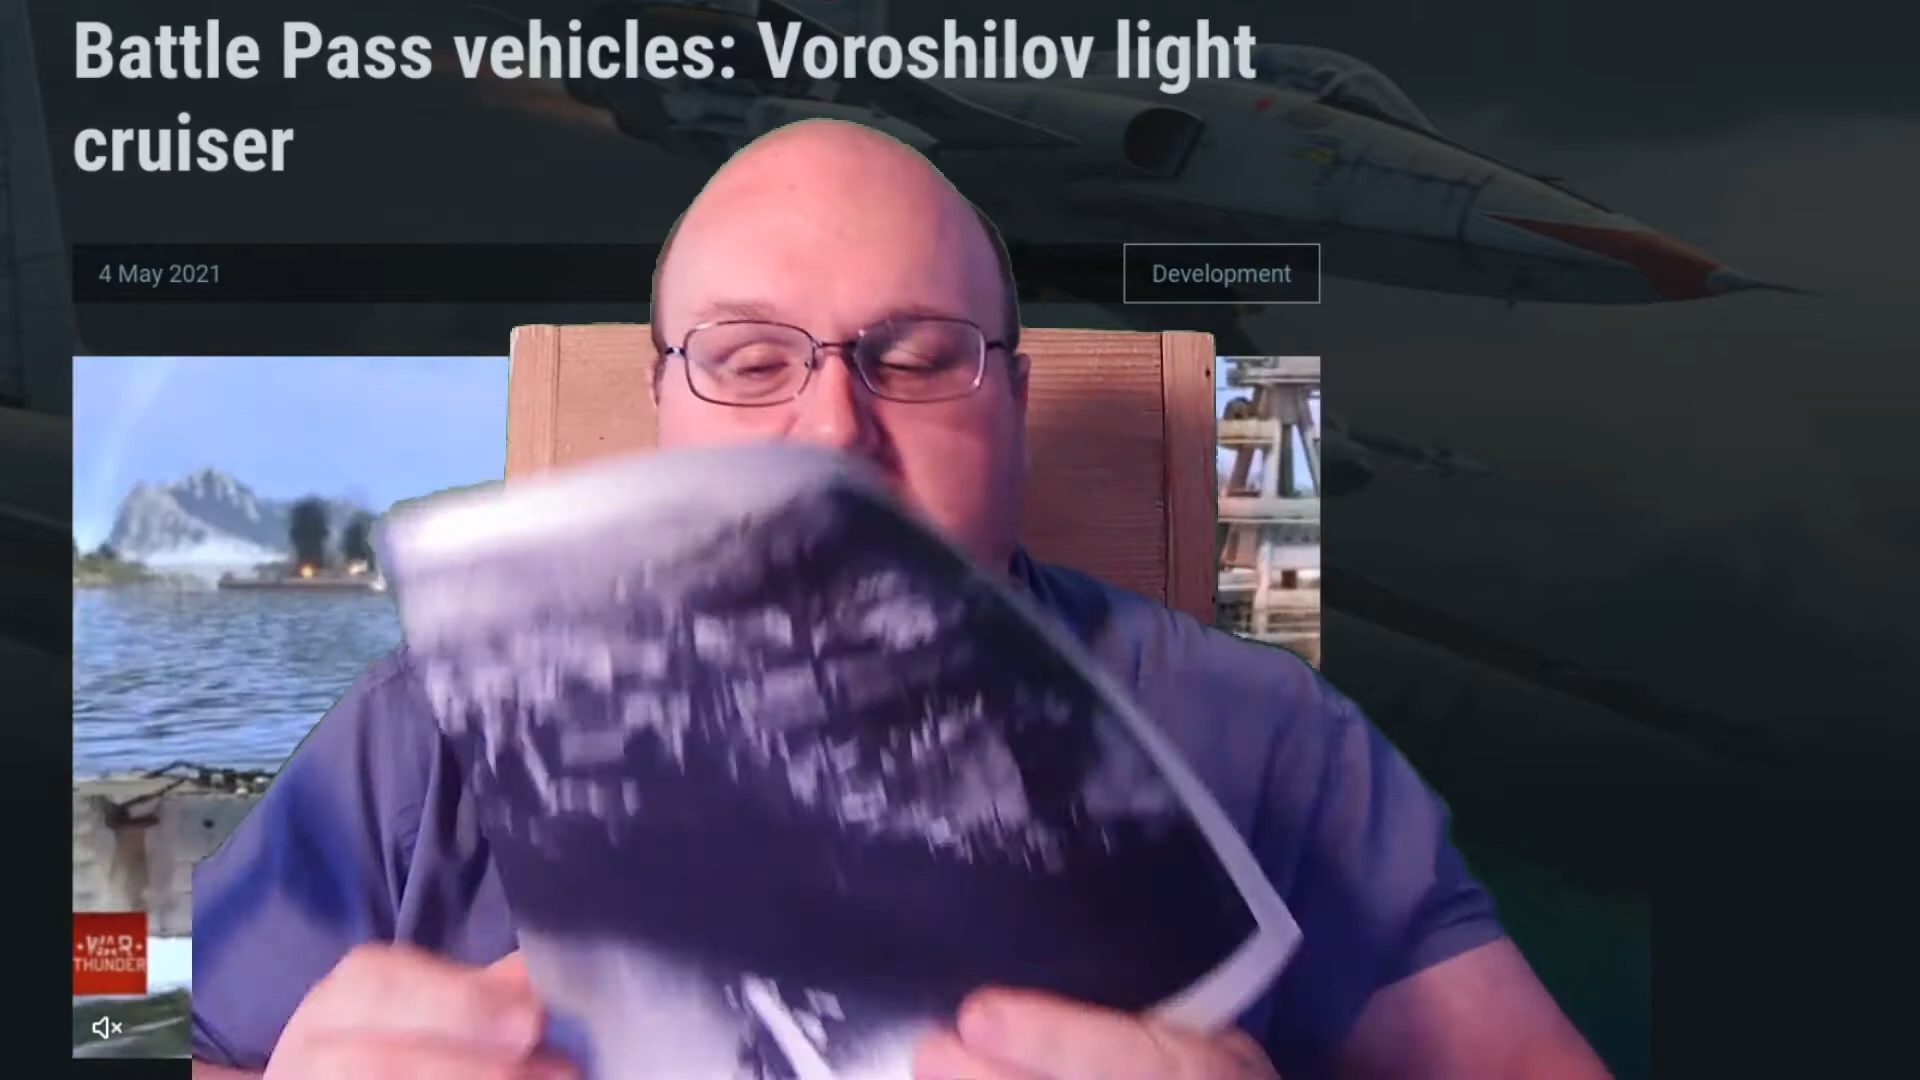 Battle Pass vehicles: Voroshilov light
cruiser
4 May 2021
Development
WAR
THUNDER